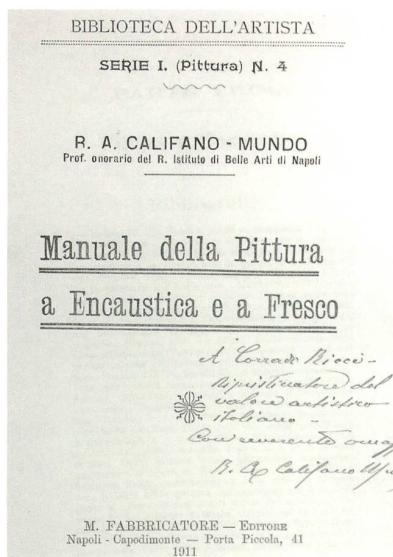 BIBLIOTECA DELL'ARTISTA
SERIE I. (Pittura) N. 4
R. A. CALIFANO - MUNDO
Prof. onorario del R. Istituto di Belle Arti di Napoli
Manuale della Pittura
a Encaustica e a Fresco
A Corrado Ricci -
Ripristinatore del
valore artistico
italiano -
Con reverente
R. A. Califano
M. FABBRICATORE — EDITORE
Napoli - Capodimonte — Porta Piccola, 41
1911